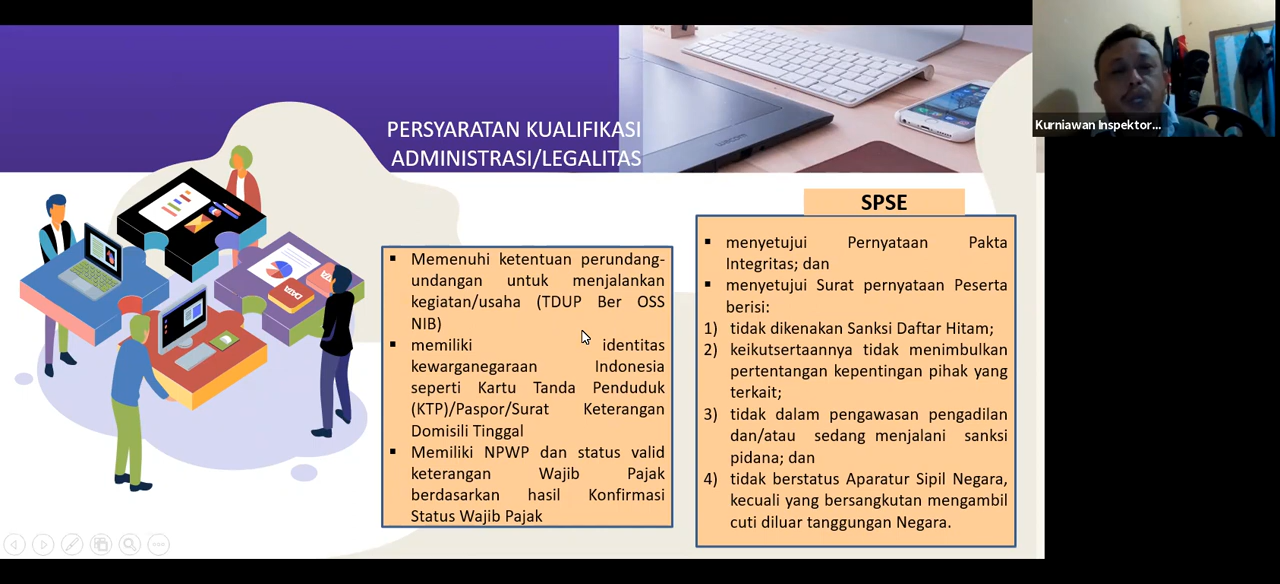 PERSYARATAN KUALIFIKASI
ADMINISTRASI/LEGALITAS
Kurniawan Inspektor...
Memenuhi ketentuan perundang-
undangan untuk menjalankan
kegiatan/usaha (TDUP Ber OSS
NIB)
memiliki identitas
kewarganegaraan Indonesia
seperti Kartu Tanda Penduduk
(KTP)/Paspor/Surat Keterangan
Domisili Tinggal
Memiliki NPWP dan status valid
keterangan Wajib Pajak
berdasarkan hasil Konfirmasi
Status Wajib Pajak
SPSE
menyetujui Pernyataan Pakta
Integritas; dan
menyetujui Surat pernyataan Peserta
berisi:
1) tidak dikenakan Sanksi Daftar Hitam;
2) keikutsertaannya tidak menimbulkan
pertentangan kepentingan pihak yang
terkait;
3) tidak dalam pengawasan pengadilan
dan/atau sedang menjalani sanksi
pidana; dan
4) tidak berstatus Aparatur Sipil Negara,
kecuali yang bersangkutan mengambil
cuti diluar tanggungan Negara.